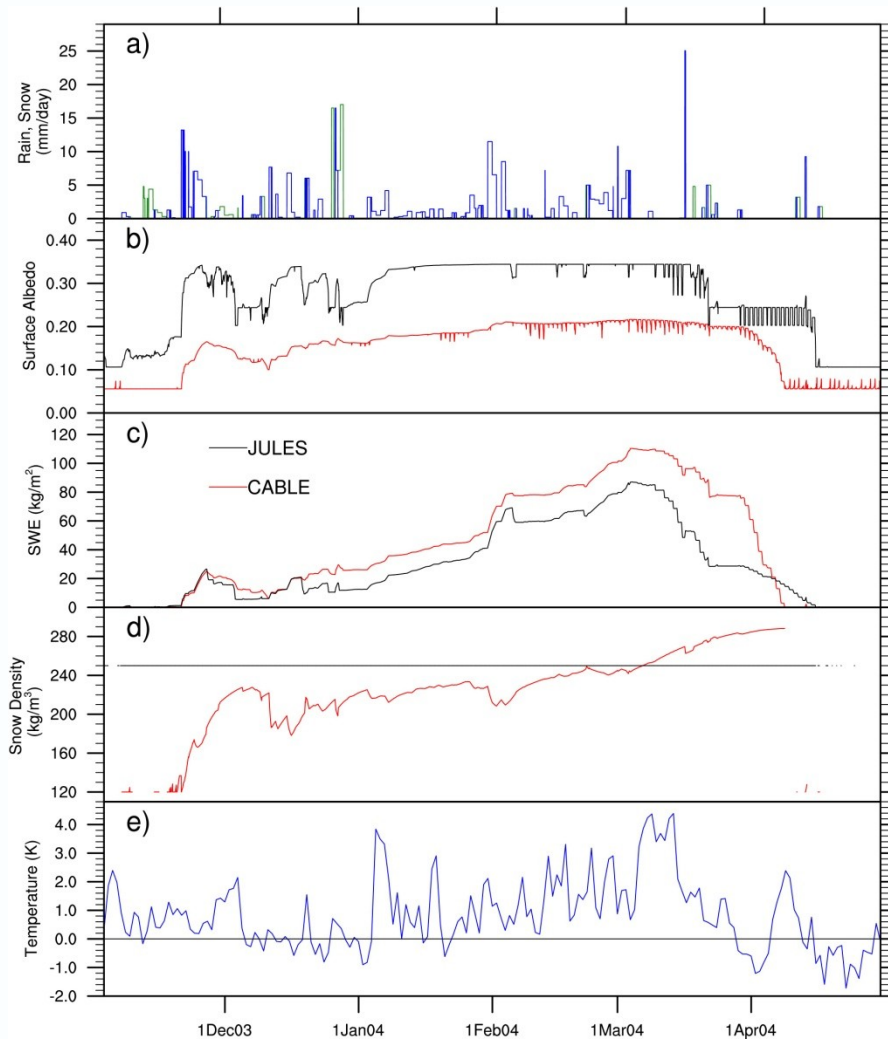 a)
Rain, Snow
(mm/day)
25
20
15
10
5
0
b)
Surface Albedo
0.40
0.30
0.20
0.10
0.00
c)
SWE (kg/m²)
120
100
80
60
40
20
0
JULES
CABLE
d)
Snow Density
(kg/m³)
280
240
200
160
120
e)
Temperature (K)
4.0
3.0
2.0
1.0
0.0
-1.0
-2.0
1Dec03 1Jan04 1Feb04 1Mar04 1Apr04